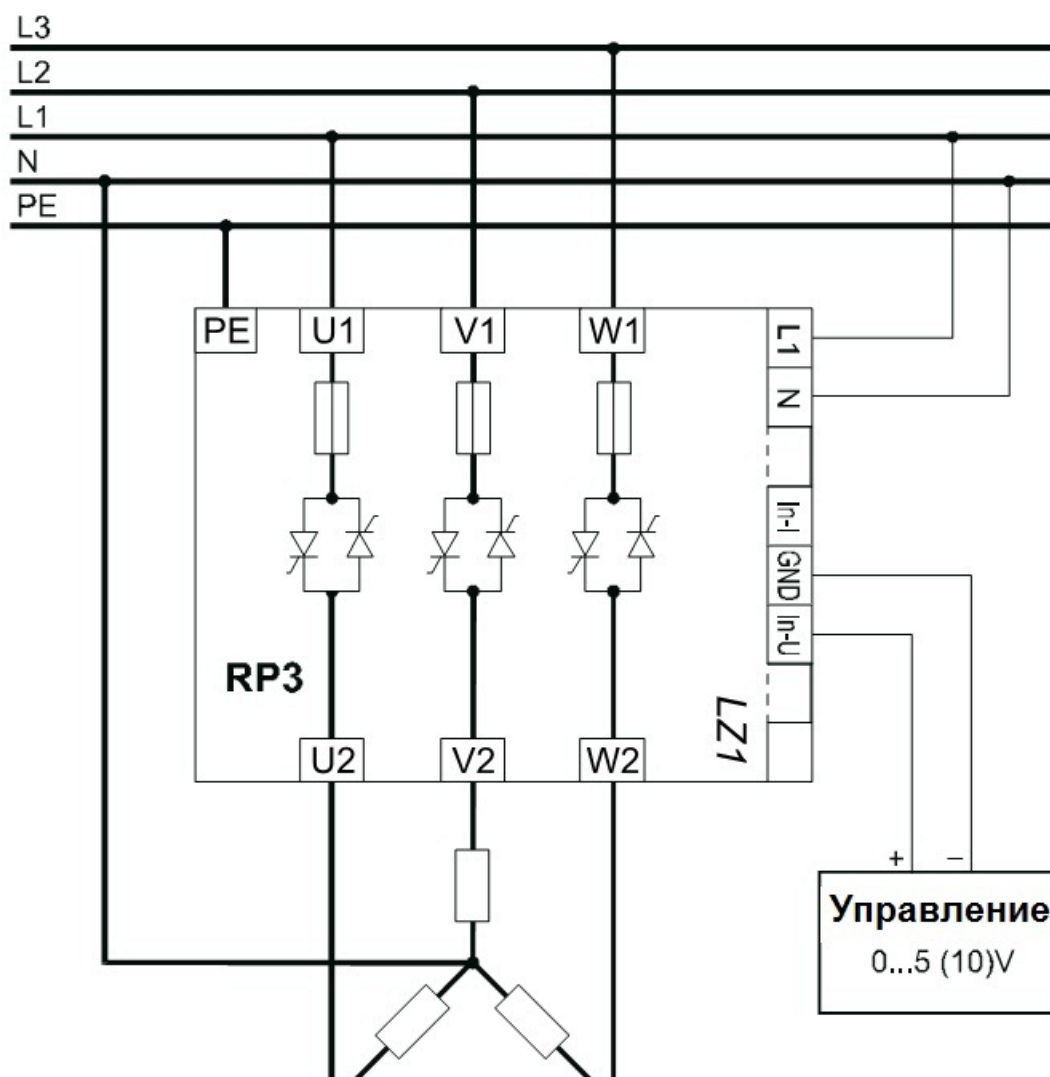 L3
L2
L1
N
PE
PE
U1
V1
W1
L1
N
In-I
GND
In-U
RP3
LZ1
U2
V2
W2
+ −
Управление
0...5 (10)V